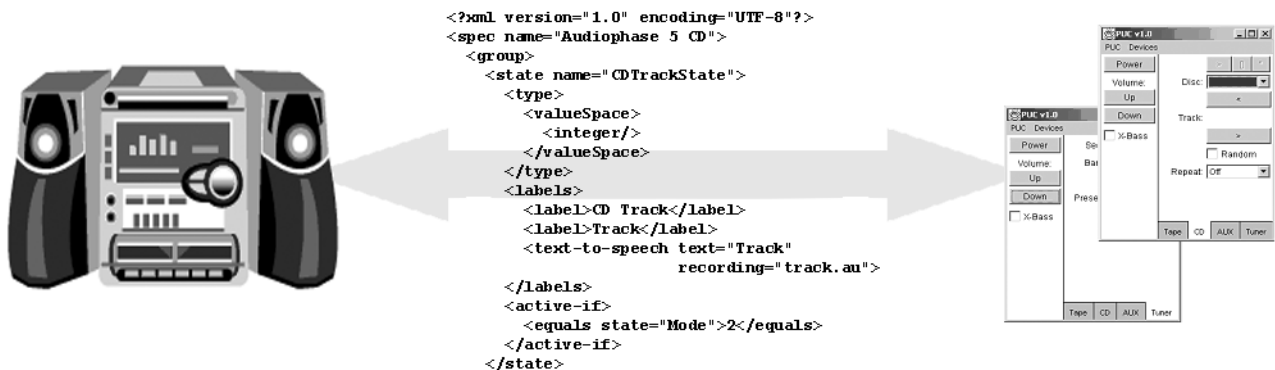 <?xml version="1.0" encoding="UTF-8"?>
<spec name="Audiophase 5 CD">
<group>
<state name="CDTrackState">
<type>
<valueSpace>
<integer/>
</valueSpace>
</type>
<labels>
<label>CD Track</label>
<label>Track</label>
<text-to-speech text="Track"
recording="track.au">
</labels>
<active-if>
<equals state="Mode">2</equals>
</active-if>
</state>
PUC v1.0
PUC Devices
Power
Volume:
Up
Down
X-Bass
Tape CD AUX Tuner
PUC v1.0
PUC Devices
Power
Volume:
Up
Down
X-Bass
Disc:
<
Track:
>
Random
Repeat: Off
Tape CD AUX Tuner